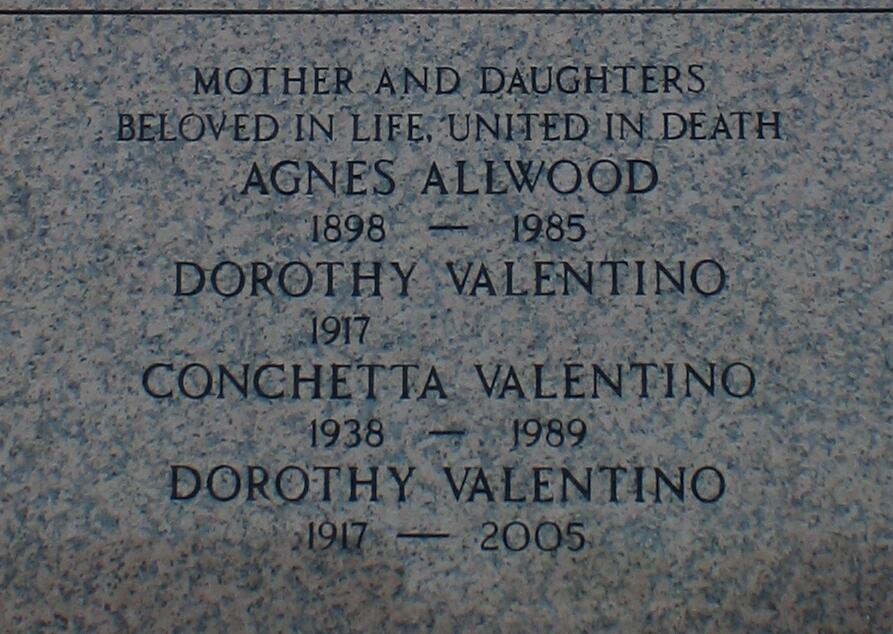 MOTHER AND DAUGHTERS
BELOVED IN LIFE, UNITED IN DEATH
AGNES ALLWOOD
1898 — 1985
DOROTHY VALENTINO
1917
CONCHETTA VALENTINO
1938 — 1989
DOROTHY VALENTINO
1917 — 2005